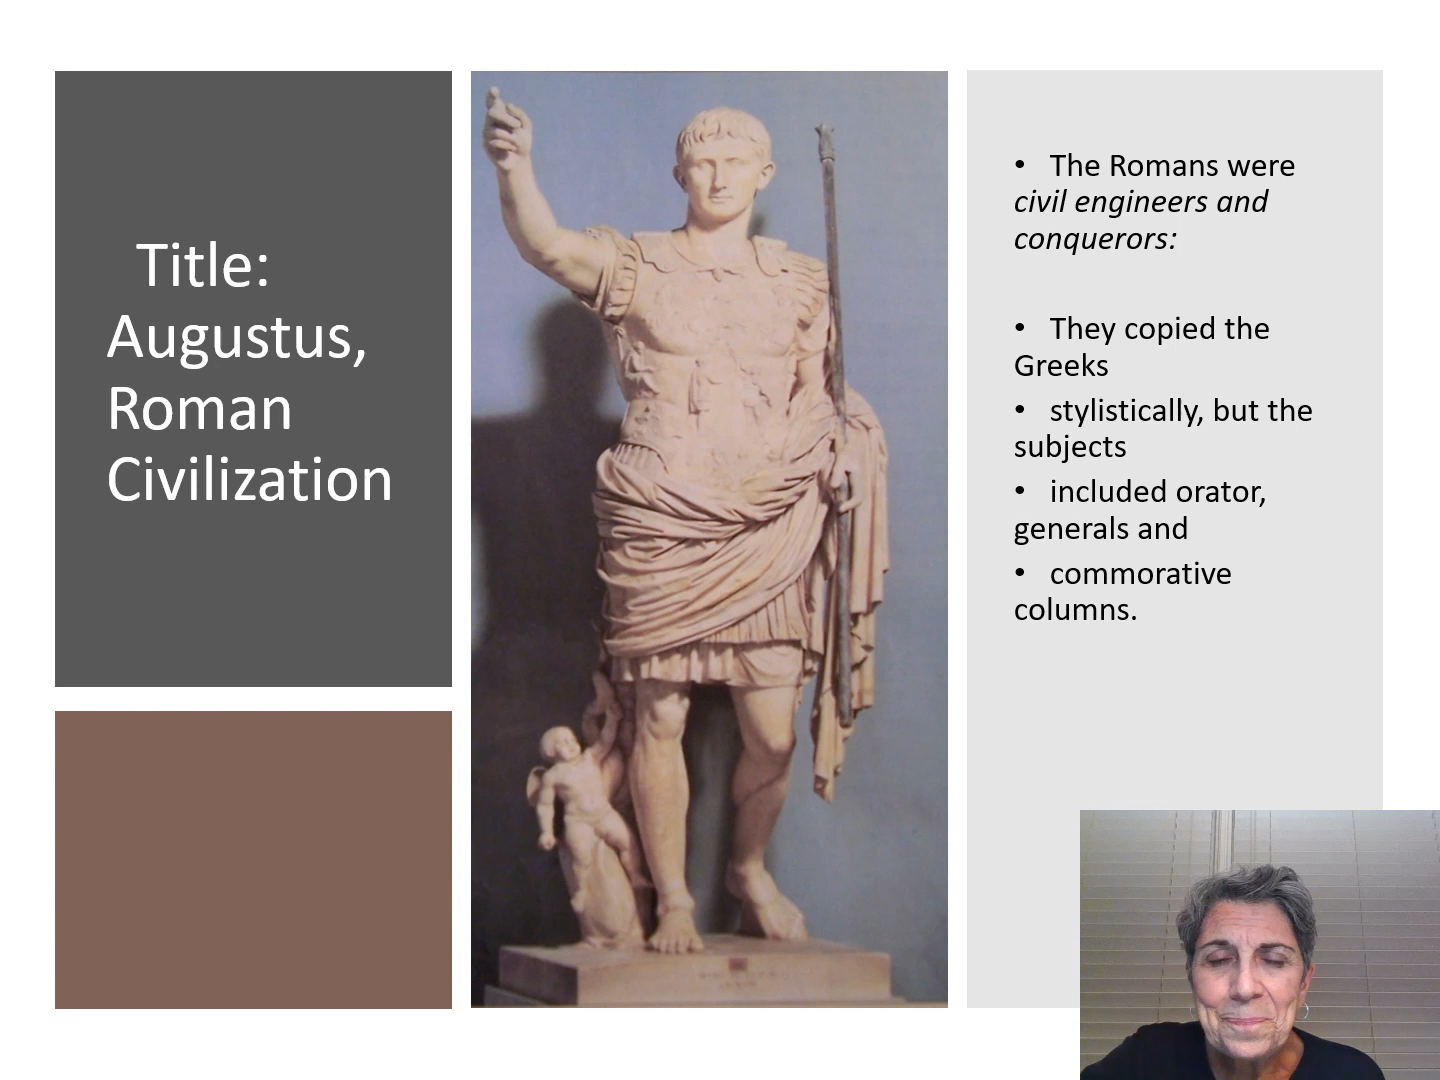 Title:
Augustus,
Roman
Civilization
• The Romans were
civil engineers and
conquerors:
• They copied the
Greeks
• stylistically, but the
subjects
• included orator,
generals and
• commorative
columns.